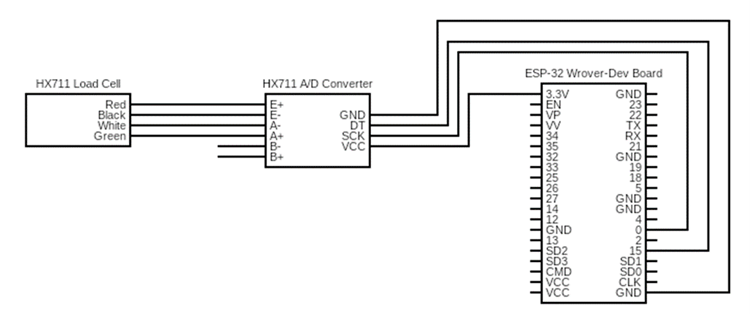 HX711 Load Cell
Red
Black
White
Green
HX711 A/D Converter
E+
E-
A-
A+
B-
B+
GND
DT
SCK
VCC
ESP-32 Wrover-Dev Board
3.3V
EN
VP
VV
34
35
32
33
25
26
27
14
12
GND
13
SD2
SD3
CMD
VCC
VCC
GND
23
22
TX
RX
21
GND
19
18
5
GND
GND
4
0
2
15
SD1
SD0
CLK
GND